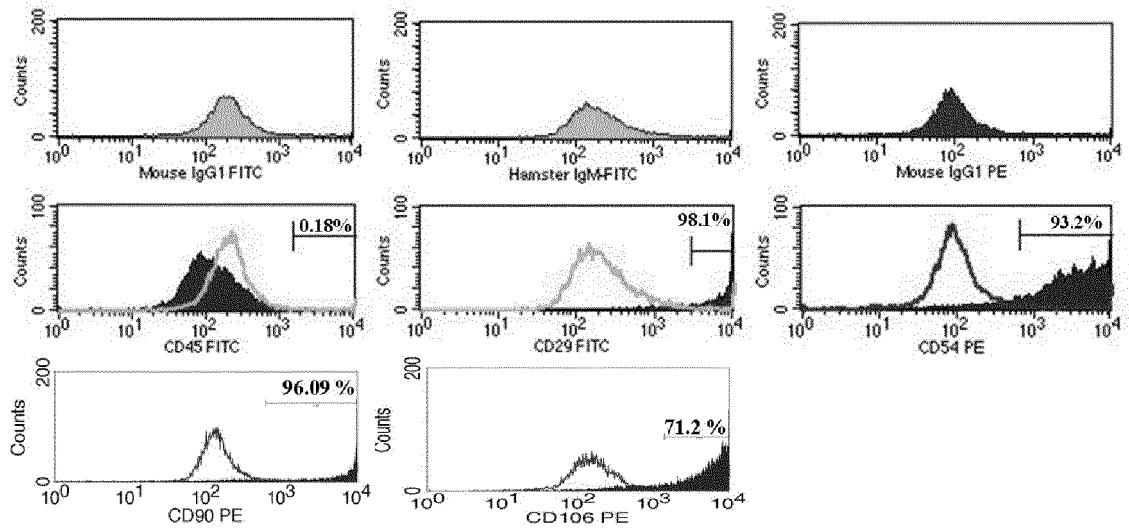 200
Counts
0
10^0 10^1 10^2 10^3 10^4
Mouse IgG1 FITC
200
Counts
0
10^0 10^1 10^2 10^3 10^4
Hamster IgM-FITC
200
Counts
0
10^0 10^1 10^2 10^3 10^4
Mouse IgG1 PE
100
Counts
0
0.18%
10^0 10^1 10^2 10^3 10^4
CD45 FITC
100
Counts
0
98.1%
10^0 10^1 10^2 10^3 10^4
CD29 FITC
100
Counts
0
93.2%
10^0 10^1 10^2 10^3 10^4
CD54 PE
200
Counts
0
96.09 %
10^0 10^1 10^2 10^3 10^4
CD90 PE
200
Counts
0
71.2 %
10^0 10^1 10^2 10^3 10^4
CD106 PE